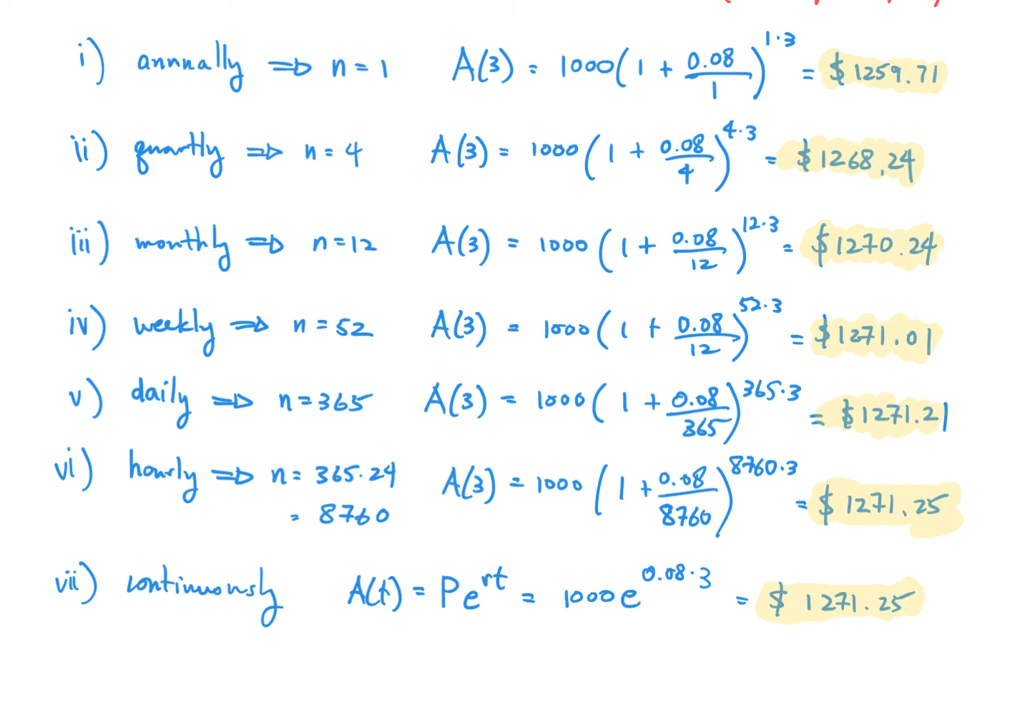 i) annually ⇒ n = 1 A(3) = 1000(1 + 0.08/1)^1·3 = $1259.71
ii) quartly ⇒ n = 4 A(3) = 1000(1 + 0.08/4)^4·3 = $1268.24
iii) monthly ⇒ n = 12 A(3) = 1000(1 + 0.08/12)^12·3 = $1270.24
iv) weekly ⇒ n = 52 A(3) = 1000(1 + 0.08/12)^52·3 = $1271.01
v) daily ⇒ n = 365 A(3) = 1000(1 + 0.08/365)^365·3 = $1271.21
vi) hourly ⇒ n = 365·24 A(3) = 1000(1 + 0.08/8760)^8760·3 = $1271.25
= 8760
vii) continuously A(t) = Pe^rt = 1000e^0.08·3 = $1271.25